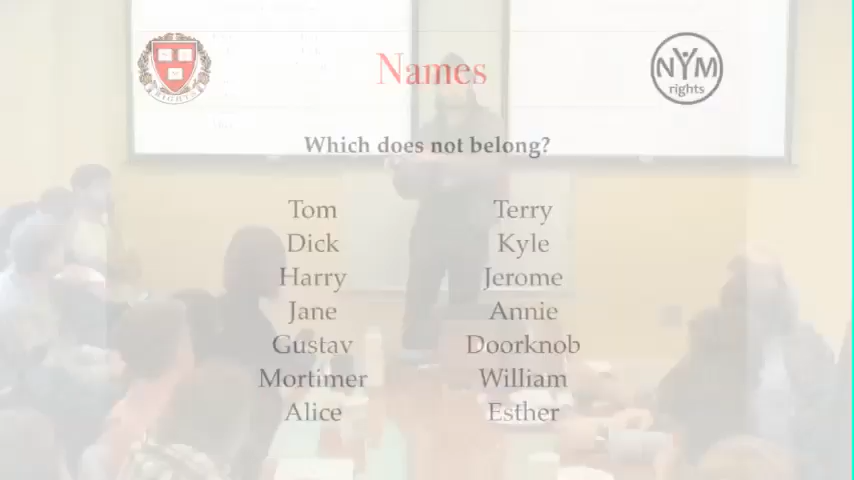 Names
NYM
rights
Which does not belong?
Tom Terry
Dick Kyle
Harry Jerome
Jane Annie
Gustav Doorknob
Mortimer William
Alice Esther